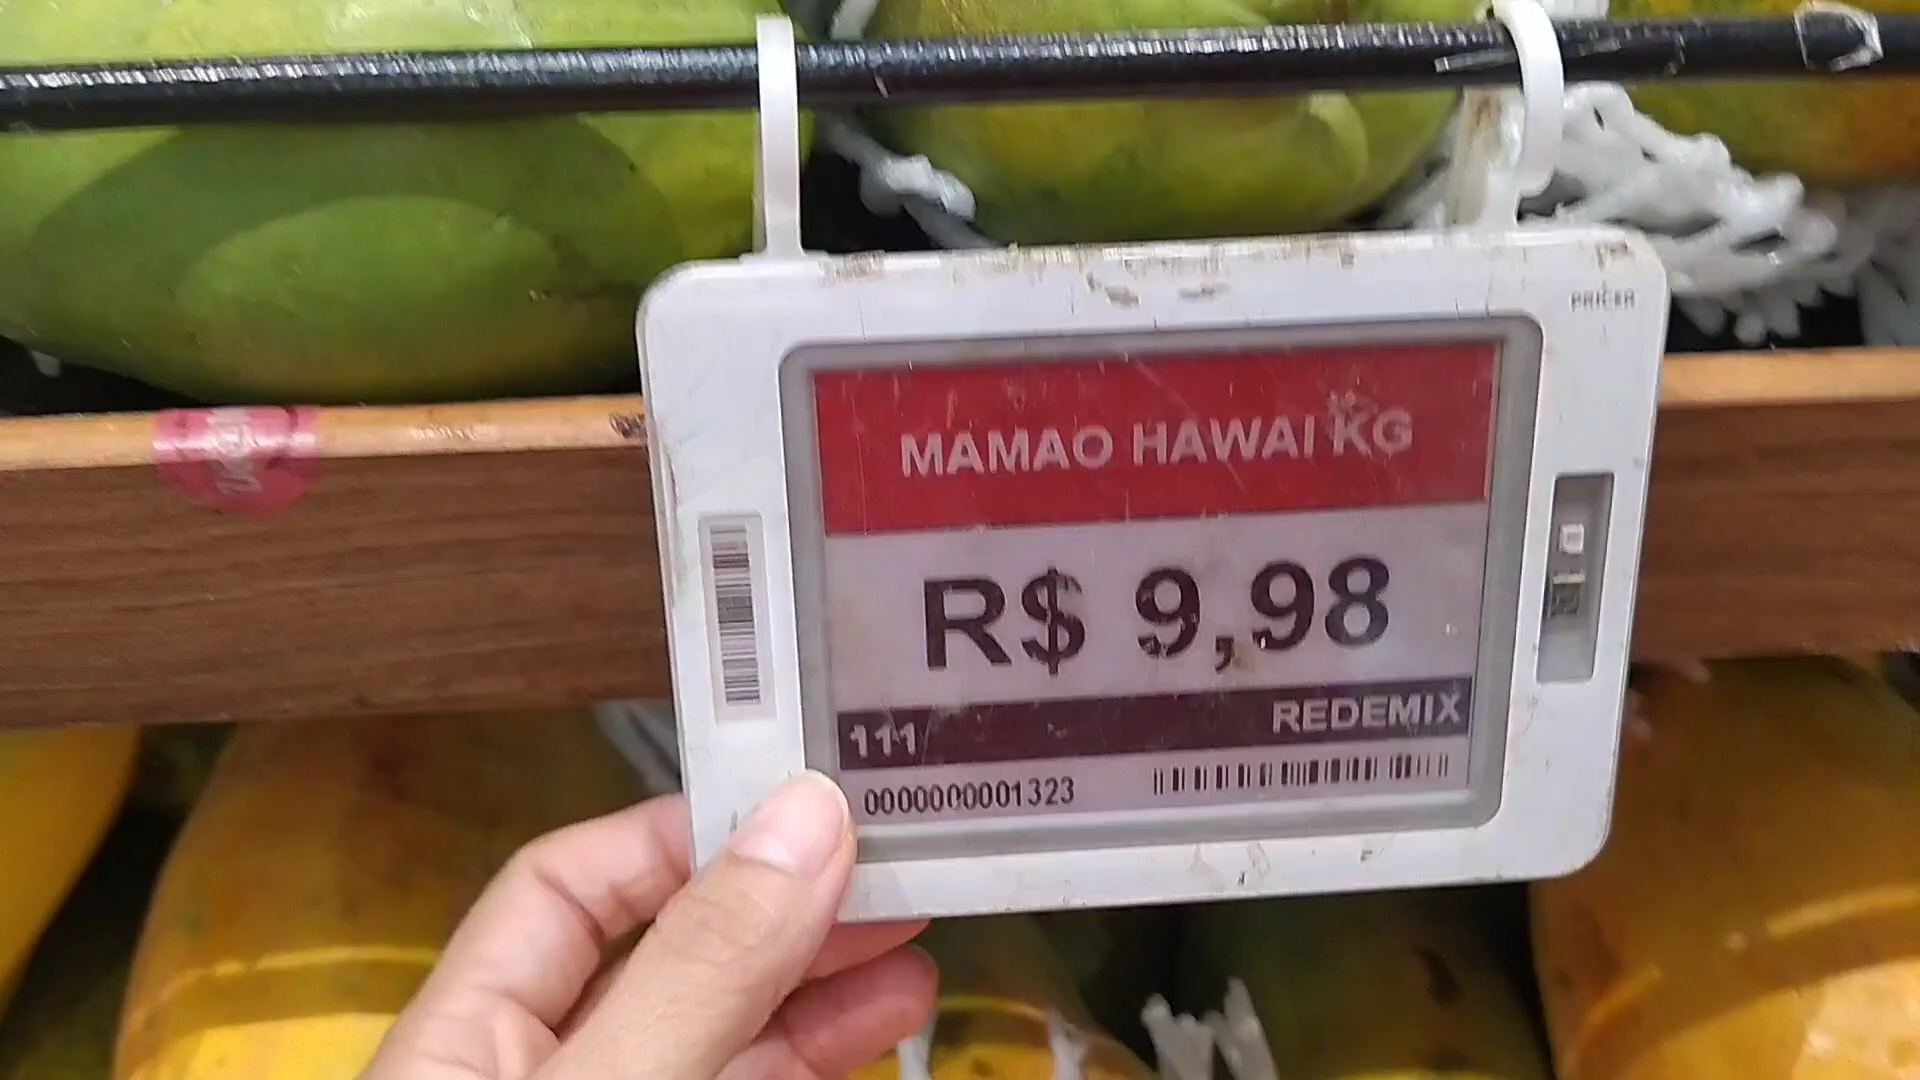 PRICER
MAMAO HAWAI KG
R$ 9,98
111 REDEMIX
0000000001323